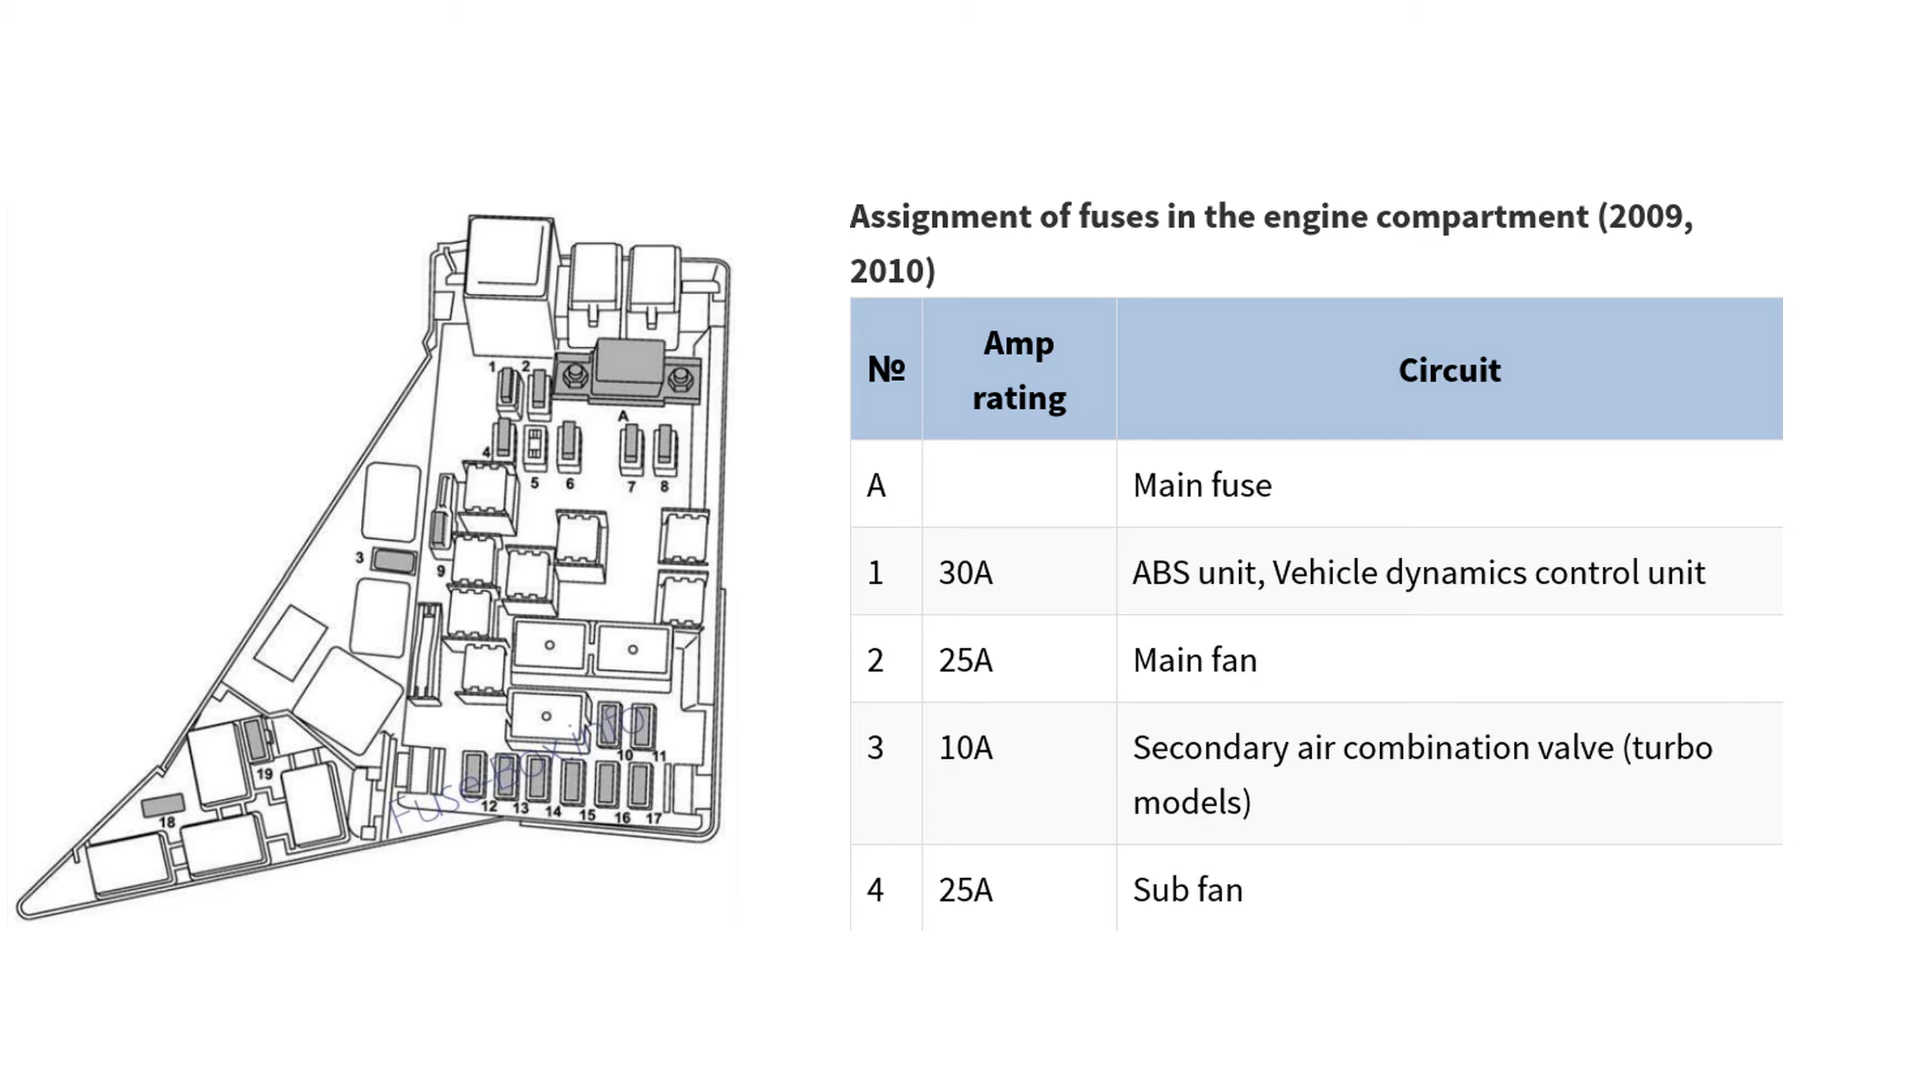 Assignment of fuses in the engine compartment (2009,
2010)
№ Amp rating Circuit
A Main fuse
1 30A ABS unit, Vehicle dynamics control unit
2 25A Main fan
3 10A Secondary air combination valve (turbo
models)
4 25A Sub fan
1 2
A
4
5 6 7 8
3
9
10 11
19
12 13 14 15 16 17
18
Fuse-Box.info